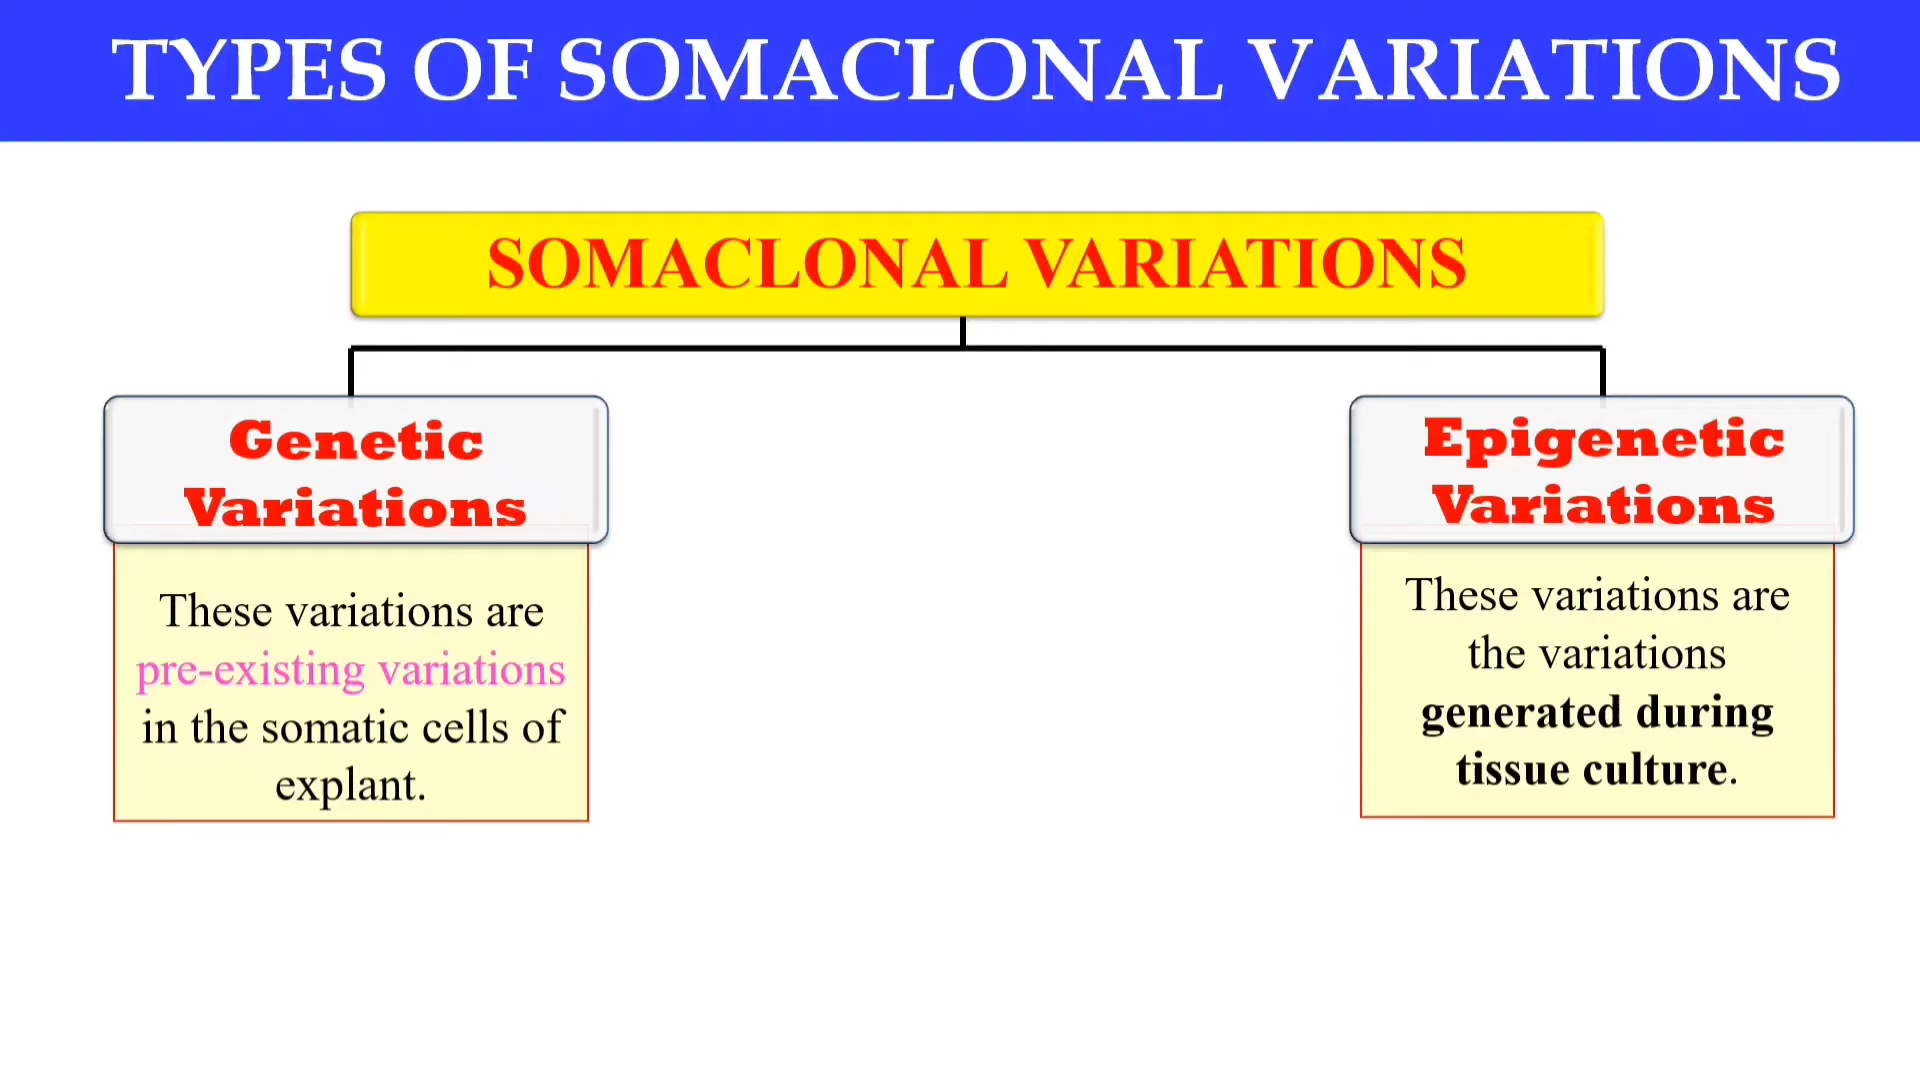 TYPES OF SOMACLONAL VARIATIONS
SOMACLONAL VARIATIONS
Genetic
Variations
These variations are
pre-existing variations
in the somatic cells of
explant.
Epigenetic
Variations
These variations are
the variations
generated during
tissue culture.